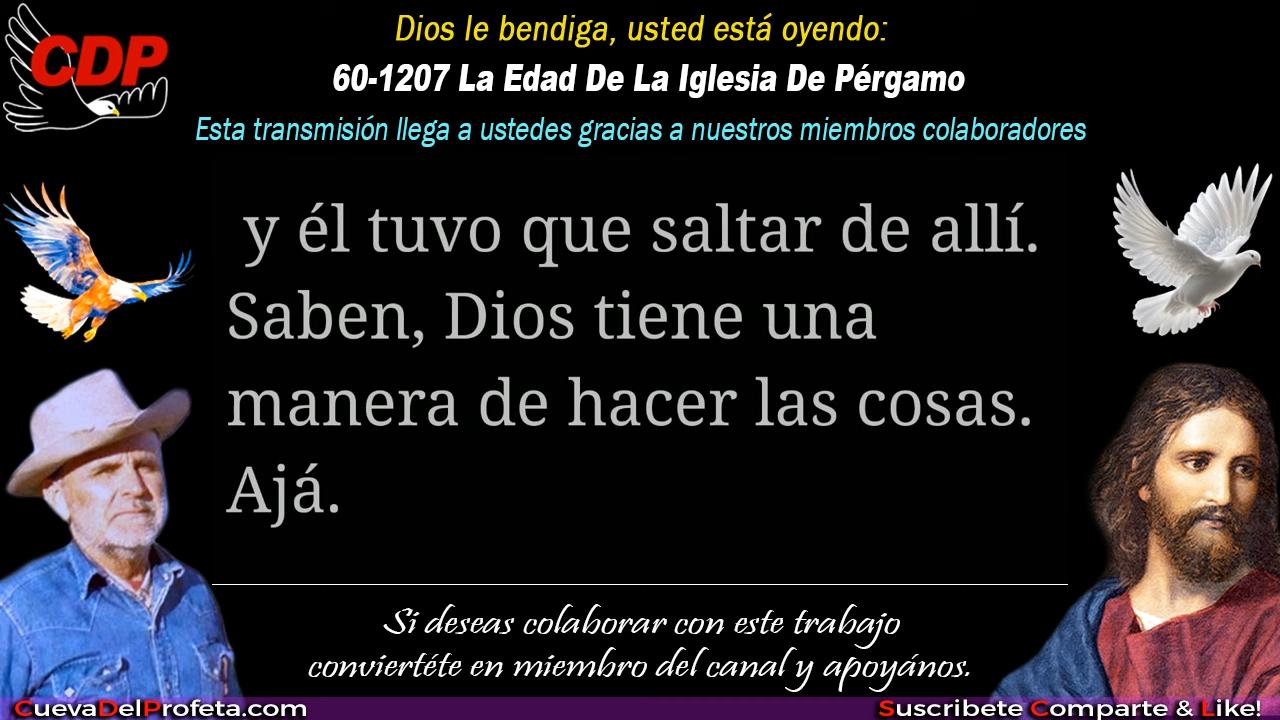 CDP
Dios le bendiga, usted está oyendo:
60-1207 La Edad De La Iglesia De Pérgamo
Esta transmisión llega a ustedes gracias a nuestros miembros colaboradores
y él tuvo que saltar de allí.
Saben, Dios tiene una
manera de hacer las cosas.
Ajá.
Si deseas colaborar con este trabajo
conviertéte en miembro del canal y apoyános.
CuevaDelProfeta.com
Suscribete Comparte & Like!